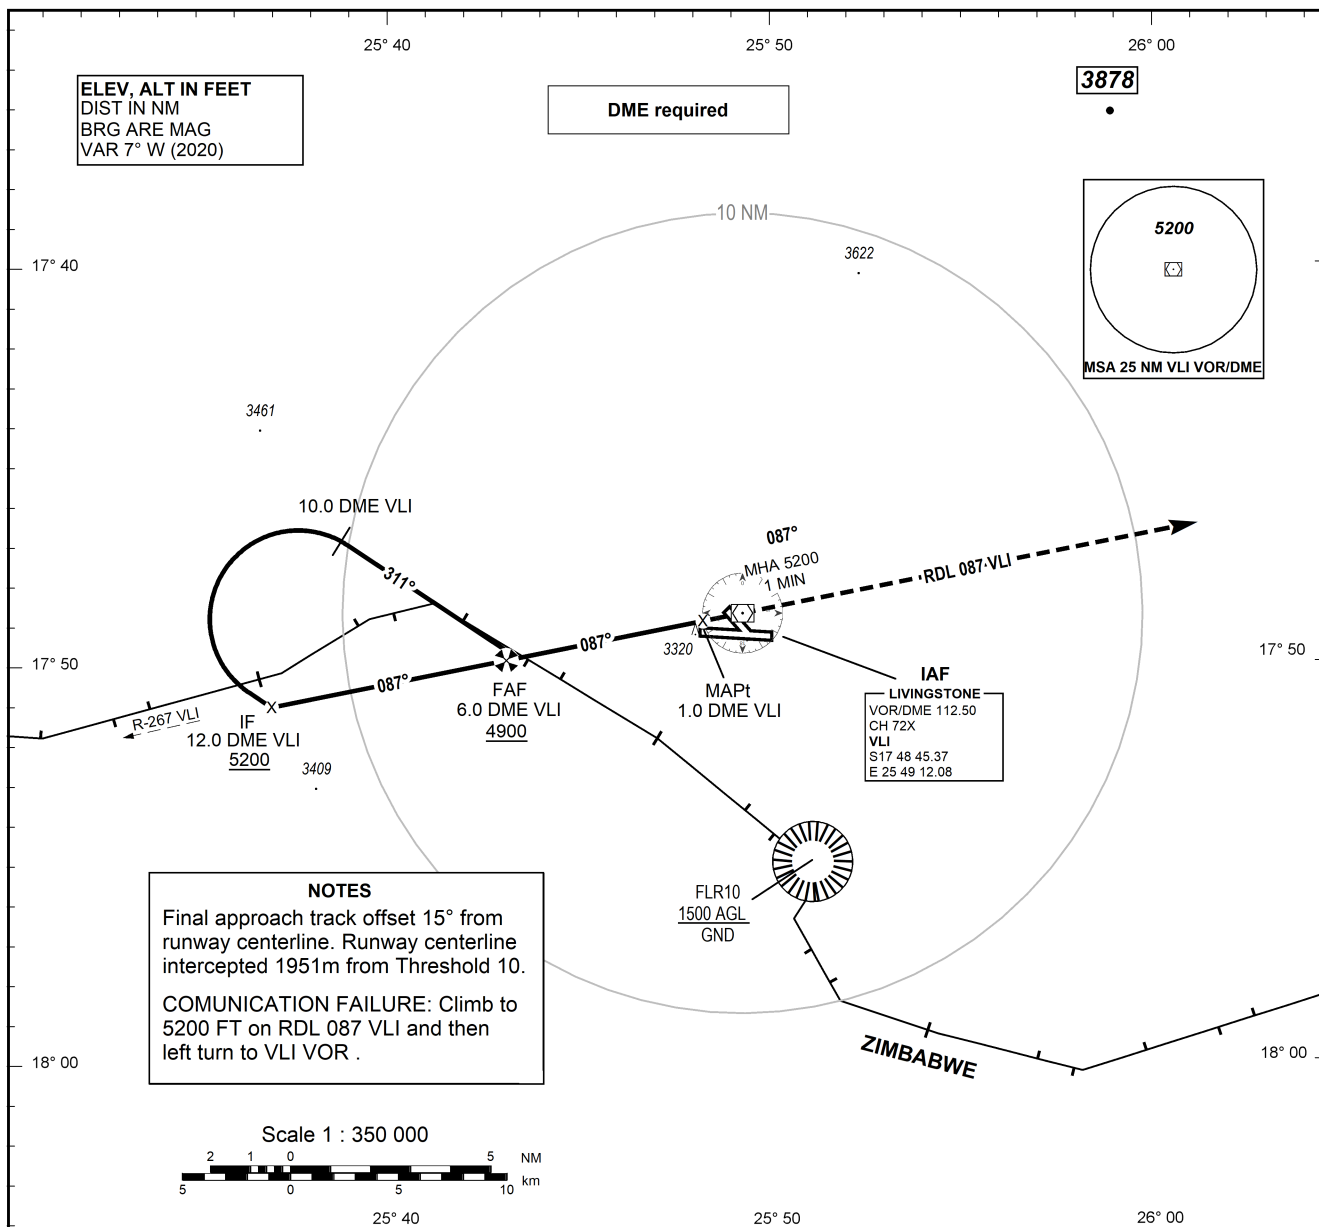 25° 40
25° 50
26° 00
ELEV, ALT IN FEET
DIST IN NM
BRG ARE MAG
VAR 7° W (2020)
DME required
3878
5200
MSA 25 NM VLI VOR/DME
10 NM
17° 40
3622
3461
10.0 DME VLI
311°
087°
MHA 5200
1 MIN
RDL 087 VLI
087°
3320
17° 50
17° 50
087°
R-267 VLI
IF
12.0 DME VLI
5200
FAF
6.0 DME VLI
4900
MAPt
1.0 DME VLI
IAF
LIVINGSTONE
VOR/DME 112.50
CH 72X
VLI
S17 48 45.37
E 25 49 12.08
3409
FLR10
1500 AGL
GND
NOTES
Final approach track offset 15° from
runway centerline. Runway centerline
intercepted 1951m from Threshold 10.
COMUNICATION FAILURE: Climb to
5200 FT on RDL 087 VLI and then
left turn to VLI VOR .
ZIMBABWE
18° 00
18° 00
Scale 1 : 350 000
2 1 0 5 NM
5 0 5 10 km
25° 40
25° 50
26° 00